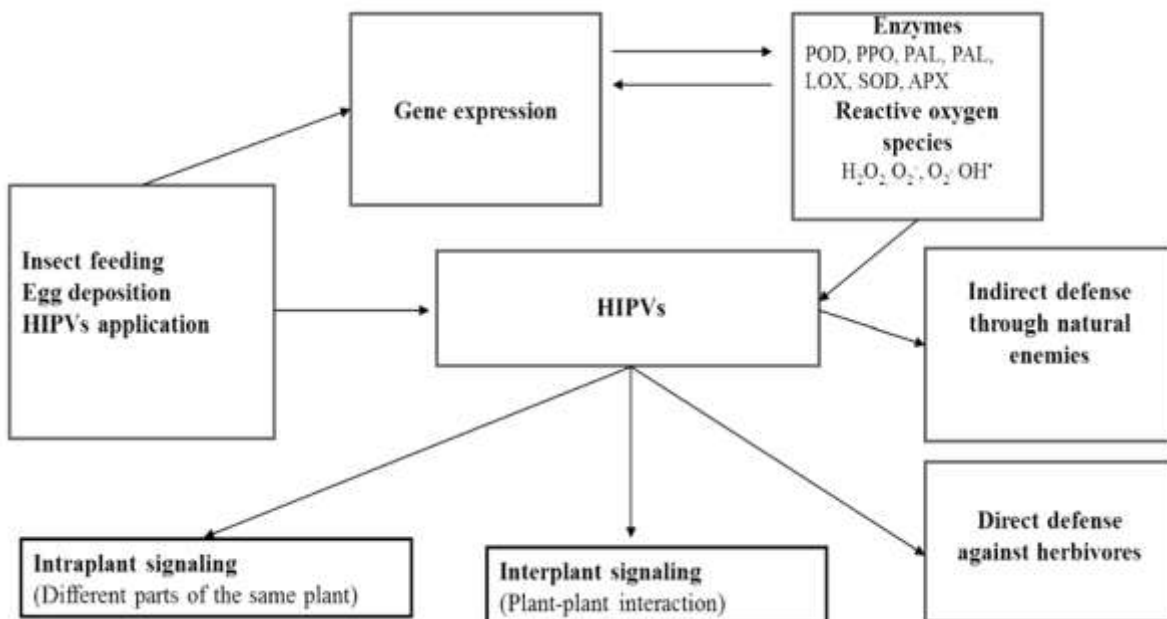 Enzymes
POD, PPO, PAL, PAL,
LOX, SOD, APX
Reactive oxygen
species
H₂O₂, O₂⁻, O₂ OH•
Gene expression
Insect feeding
Egg deposition
HIPVs application
HIPVs
Indirect defense
through natural
enemies
Direct defense
against herbivores
Intraplant signaling
(Different parts of the same plant)
Interplant signaling
(Plant-plant interaction)